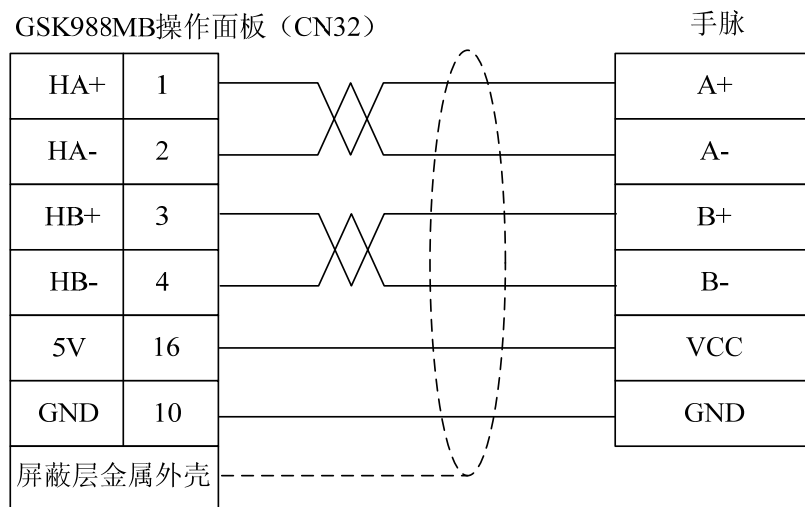 GSK988MB操作面板（CN32） 手脉
HA+ 1 A+
HA- 2 A-
HB+ 3 B+
HB- 4 B-
5V 16 VCC
GND 10 GND
屏蔽层金属外壳